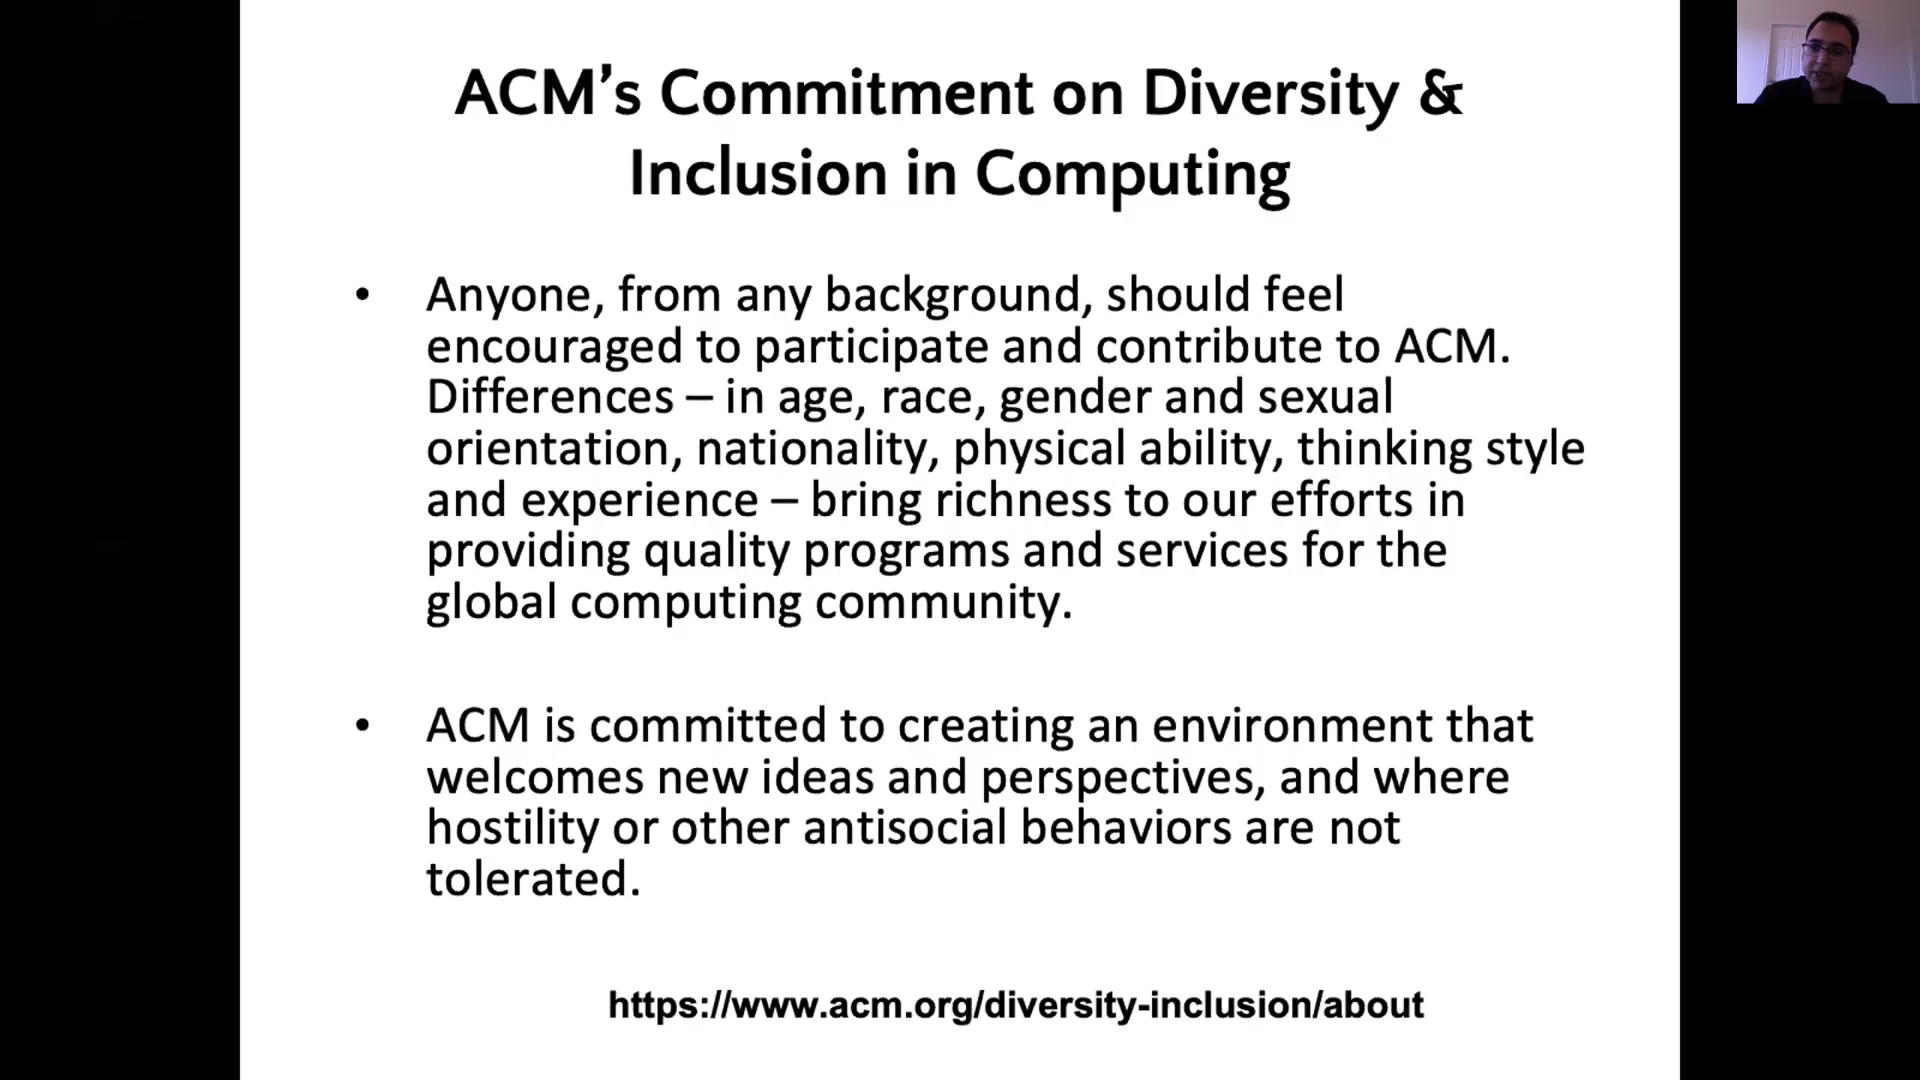 ACM’s Commitment on Diversity &
Inclusion in Computing
• Anyone, from any background, should feel
encouraged to participate and contribute to ACM.
Differences – in age, race, gender and sexual
orientation, nationality, physical ability, thinking style
and experience – bring richness to our efforts in
providing quality programs and services for the
global computing community.
• ACM is committed to creating an environment that
welcomes new ideas and perspectives, and where
hostility or other antisocial behaviors are not
tolerated.
https://www.acm.org/diversity-inclusion/about